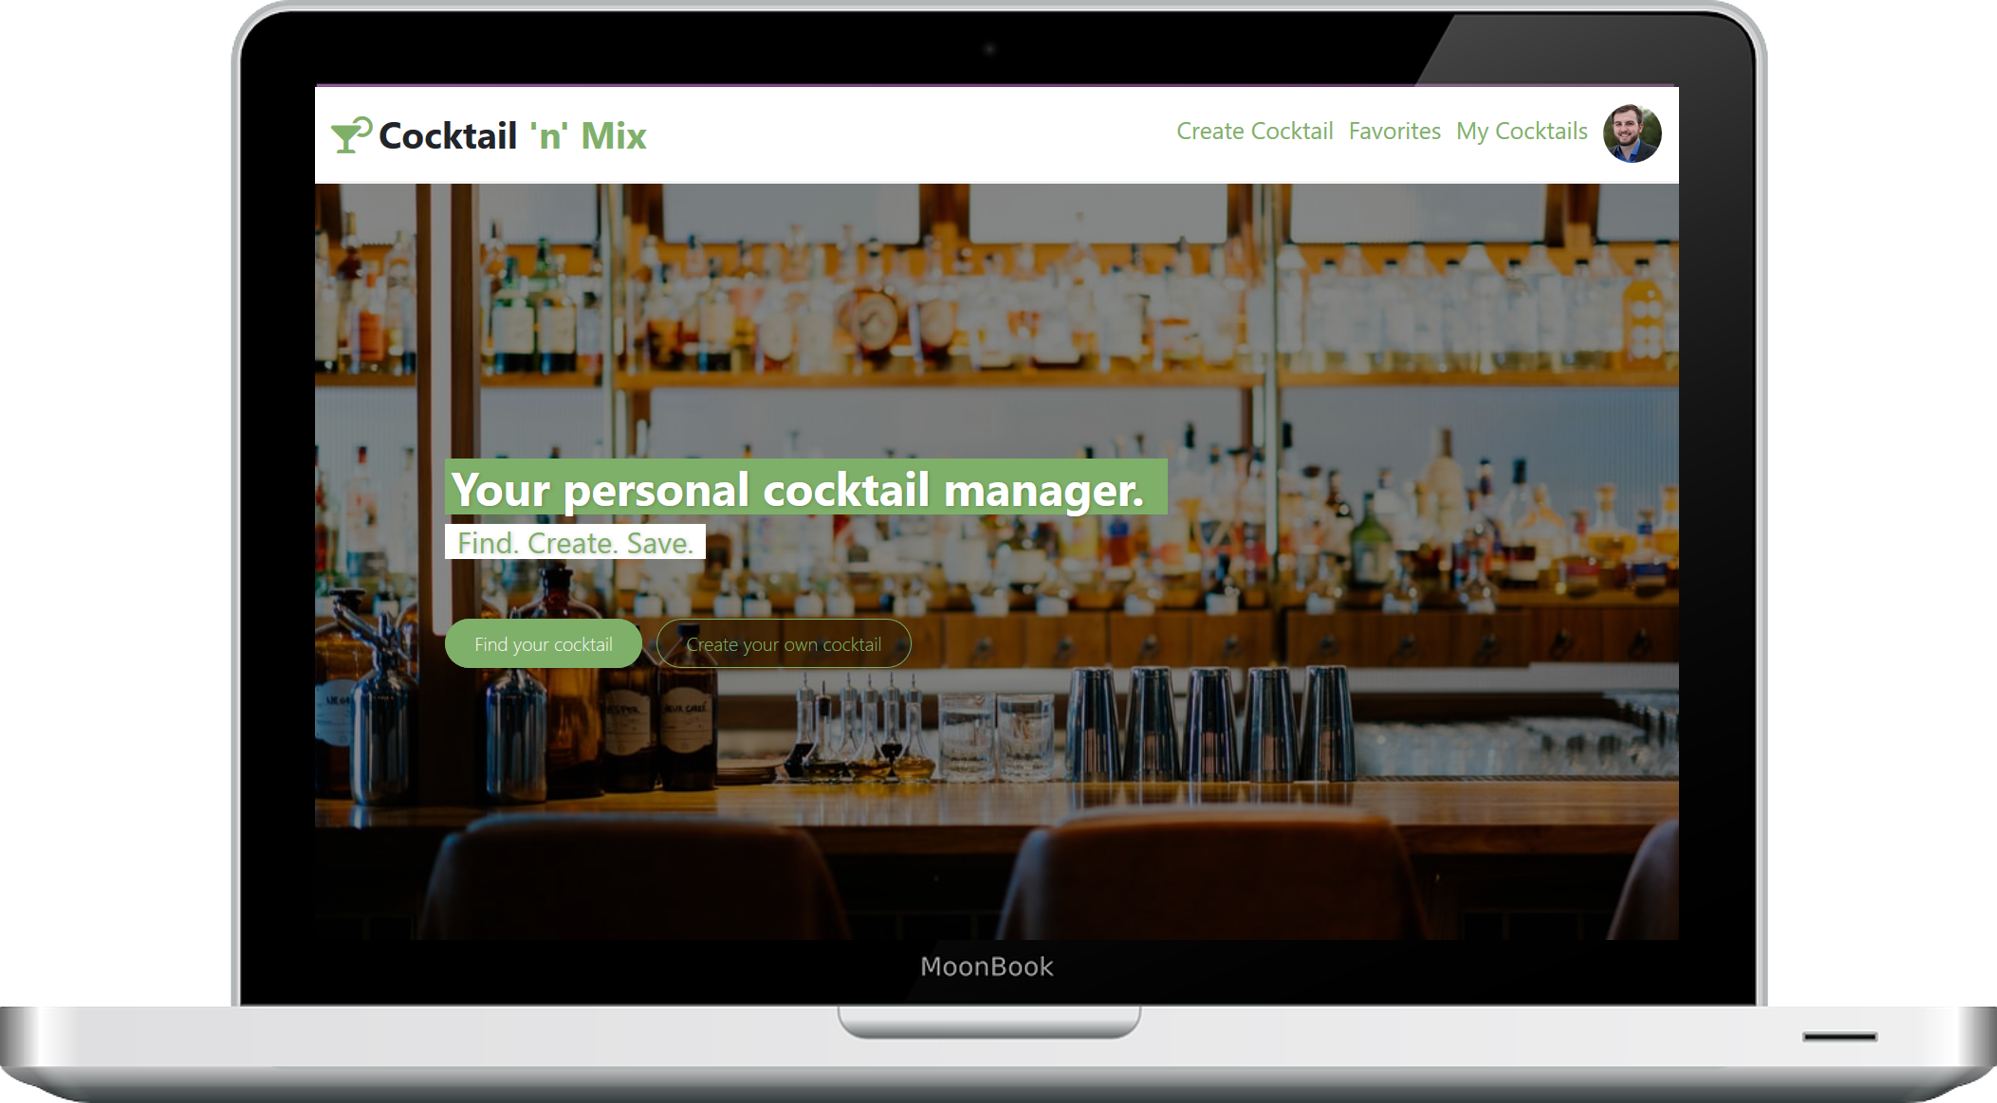 Cocktail 'n' Mix
Create Cocktail Favorites My Cocktails
Your personal cocktail manager.
Find. Create. Save.
Find your cocktail
Create your own cocktail
MoonBook